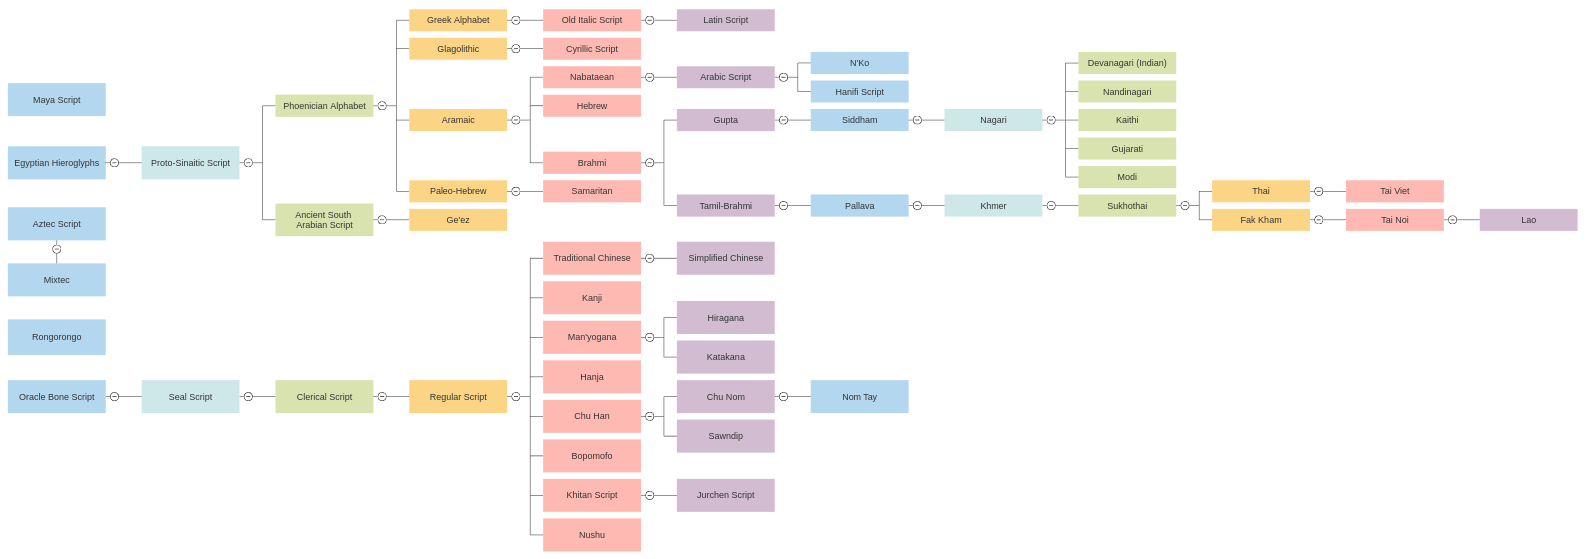 Greek Alphabet
Old Italic Script
Latin Script
Glagolithic
Cyrillic Script
Maya Script
Phoenician Alphabet
Aramaic
Nabataean
Arabic Script
N'Ko
Hanifi Script
Hebrew
Brahmi
Gupta
Siddham
Nagari
Devanagari (Indian)
Nandinagari
Kaithi
Gujarati
Modi
Egyptian Hieroglyphs
Proto-Sinaitic Script
Paleo-Hebrew
Samaritan
Tamil-Brahmi
Pallava
Khmer
Sukhothai
Thai
Tai Viet
Fak Kham
Tai Noi
Lao
Ancient South
Arabian Script
Ge'ez
Aztec Script
Mixtec
Rongorongo
Oracle Bone Script
Seal Script
Clerical Script
Regular Script
Traditional Chinese
Simplified Chinese
Kanji
Man'yogana
Hiragana
Katakana
Hanja
Chu Han
Chu Nom
Nom Tay
Sawndip
Bopomofo
Khitan Script
Jurchen Script
Nushu